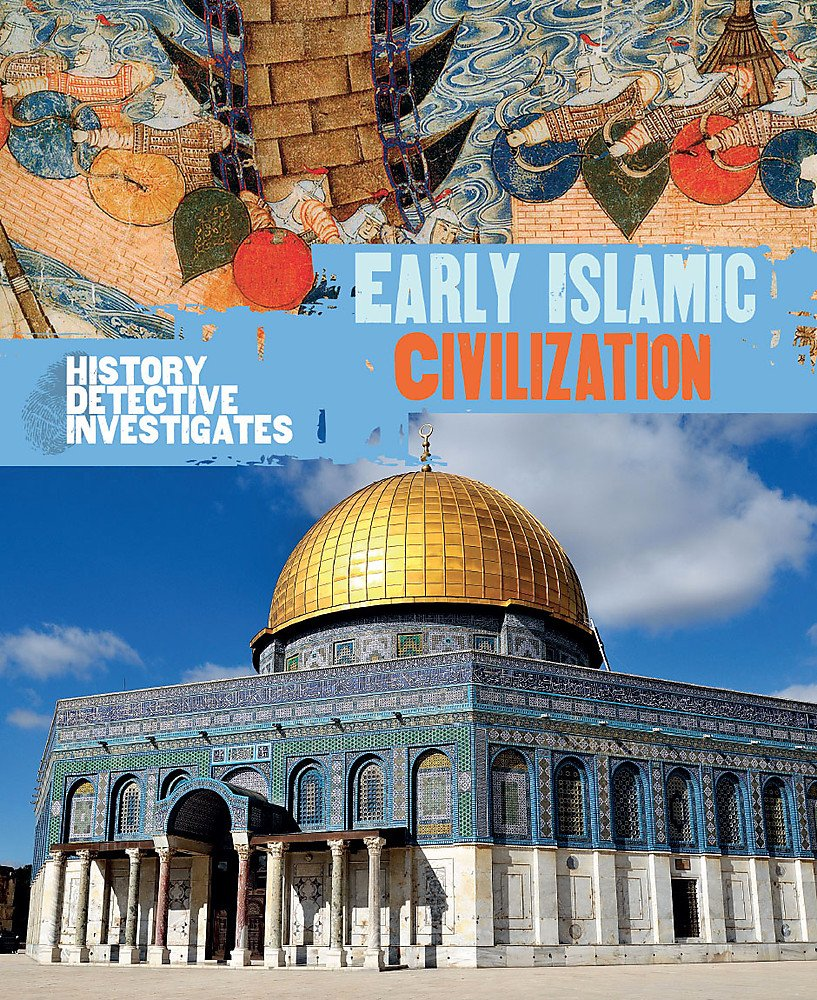 EARLY ISLAMIC
CIVILIZATION
HISTORY
DETECTIVE
INVESTIGATES